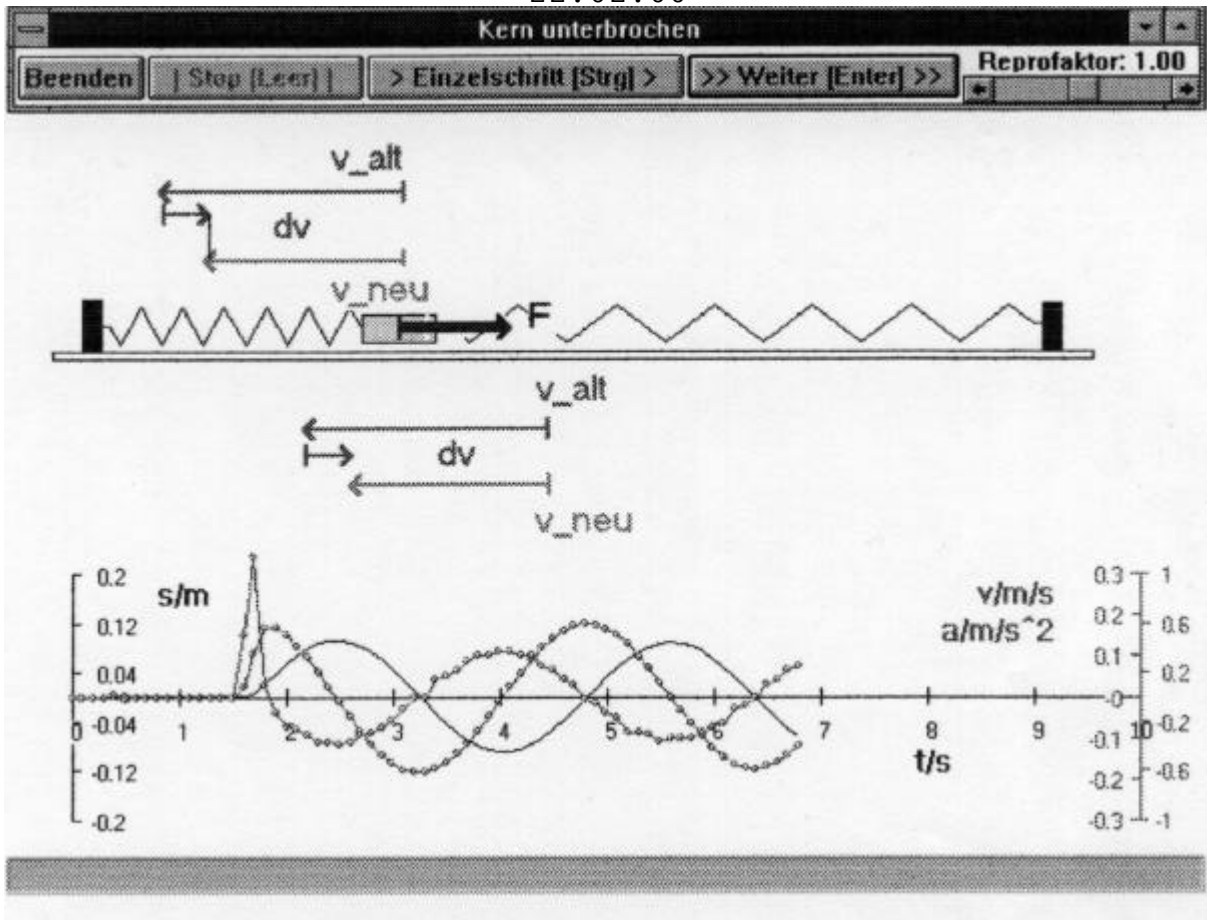 Kern unterbrochen
Beenden | Stop [Leer] | > Einzelschritt [Strg] > >> Weiter [Enter] >> Reprofaktor: 1.00
v_alt
dv
v_neu
F
v_alt
dv
v_neu
0.2 s/m v/m/s 0.3 1
0.12 a/m/s^2 0.2 0.6
0.04 0.1 0.2
-0
-0.04 0 1 2 3 4 5 6 7 8 9 10 -0.1 -0.2
-0.12 t/s -0.2 -0.6
-0.2 -0.3 -1